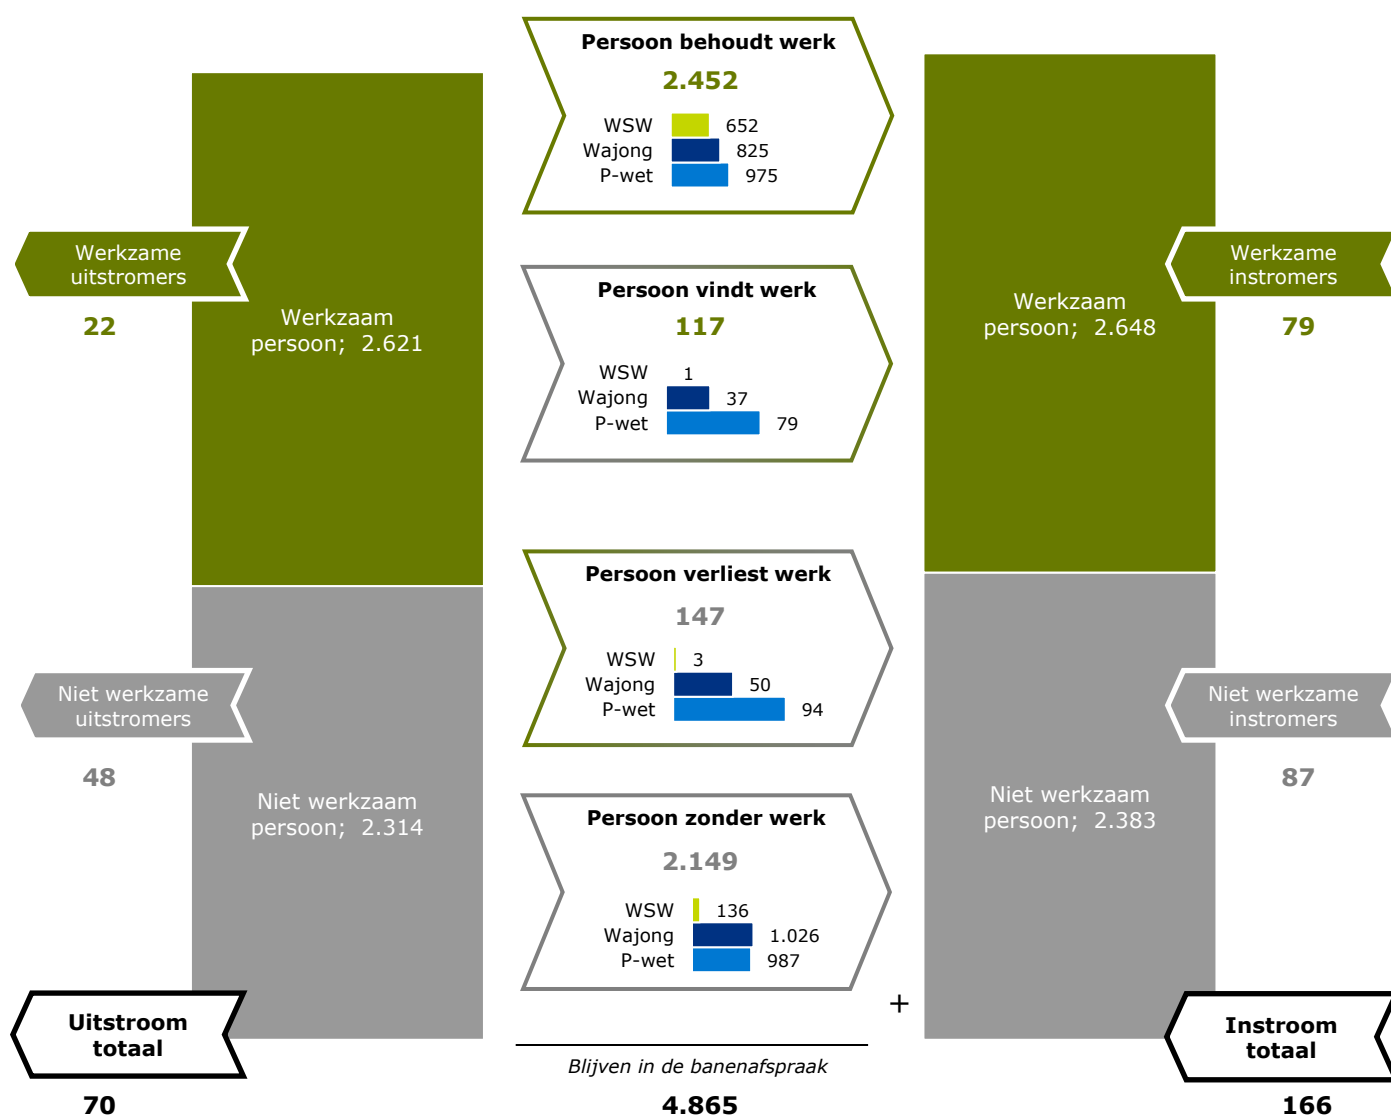 Werkzame
uitstromers
22
Werkzaam
persoon;  2.621
Niet werkzame
uitstromers
48
Niet werkzaam
persoon;  2.314
Uitstroom
totaal
70
Persoon behoudt werk
2.452
WSW 652
Wajong 825
P-wet 975
Persoon vindt werk
117
WSW 1
Wajong 37
P-wet 79
Persoon verliest werk
147
WSW 3
Wajong 50
P-wet 94
Persoon zonder werk
2.149
WSW 136
Wajong 1.026
P-wet 987
+
Blijven in de banenafspraak
4.865
Werkzaam
persoon;  2.648
Werkzame
instromers
79
Niet werkzaam
persoon;  2.383
Niet werkzame
instromers
87
Instroom
totaal
166